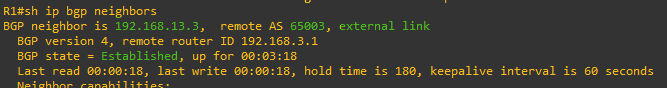 R1#sh ip bgp neighbors
BGP neighbor is 192.168.13.3,  remote AS 65003, external link
  BGP version 4, remote router ID 192.168.3.1
  BGP state = Established, up for 00:03:18
  Last read 00:00:18, last write 00:00:18, hold time is 180, keepalive interval is 60 seconds
  Neighbor capabilities: